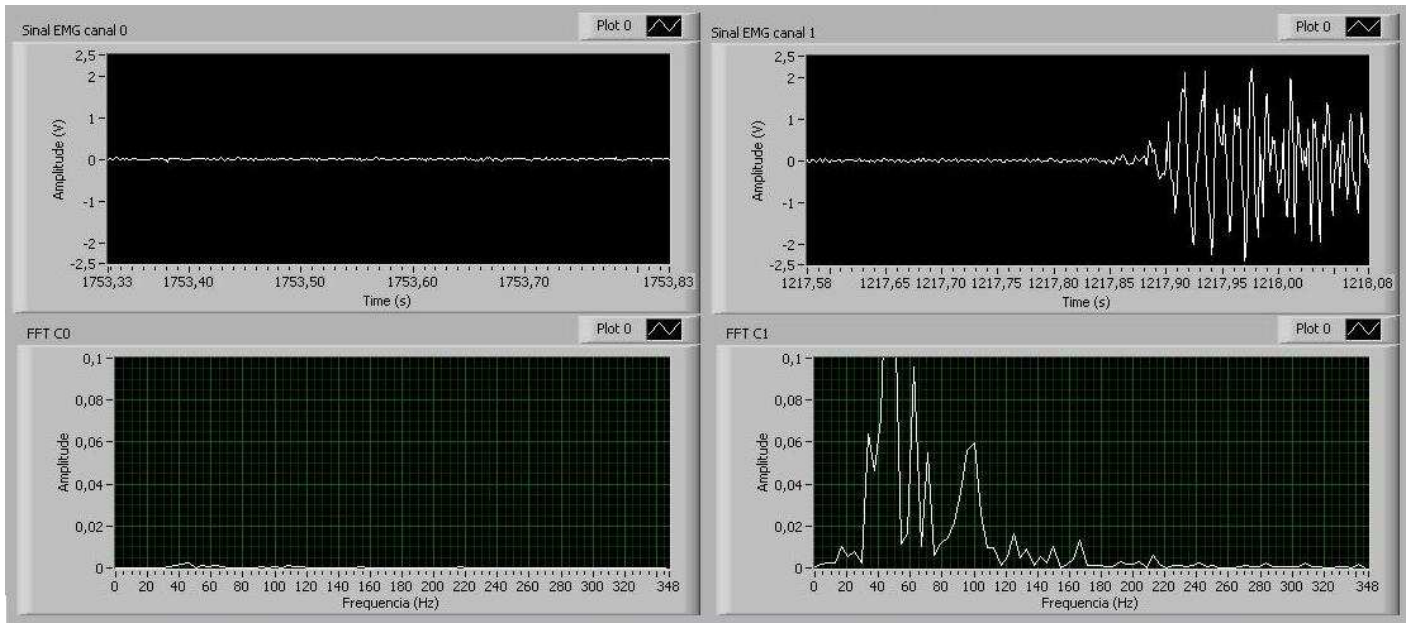 Sinal EMG canal 0
Plot 0
2,5
2
1
0
-1
-2
-2,5
Amplitude (V)
1753,33 1753,40 1753,50 1753,60 1753,70 1753,83
Time (s)
Sinal EMG canal 1
Plot 0
2,5
2
1
0
-1
-2
-2,5
Amplitude (V)
1217,58 1217,65 1217,70 1217,75 1217,80 1217,85 1217,90 1217,95 1218,00 1218,08
Time (s)
FFT C0
Plot 0
0,1
0,08
0,06
0,04
0,02
0
Amplitude
0 20 40 60 80 100 120 140 160 180 200 220 240 260 280 300 320 348
Frequencia (Hz)
FFT C1
Plot 0
0,1
0,08
0,06
0,04
0,02
0
Amplitude
0 20 40 60 80 100 120 140 160 180 200 220 240 260 280 300 320 348
Frequencia (Hz)